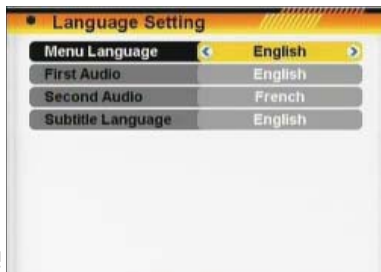 Language Setting
Menu Language English
First Audio English
Second Audio French
Subtitle Language English